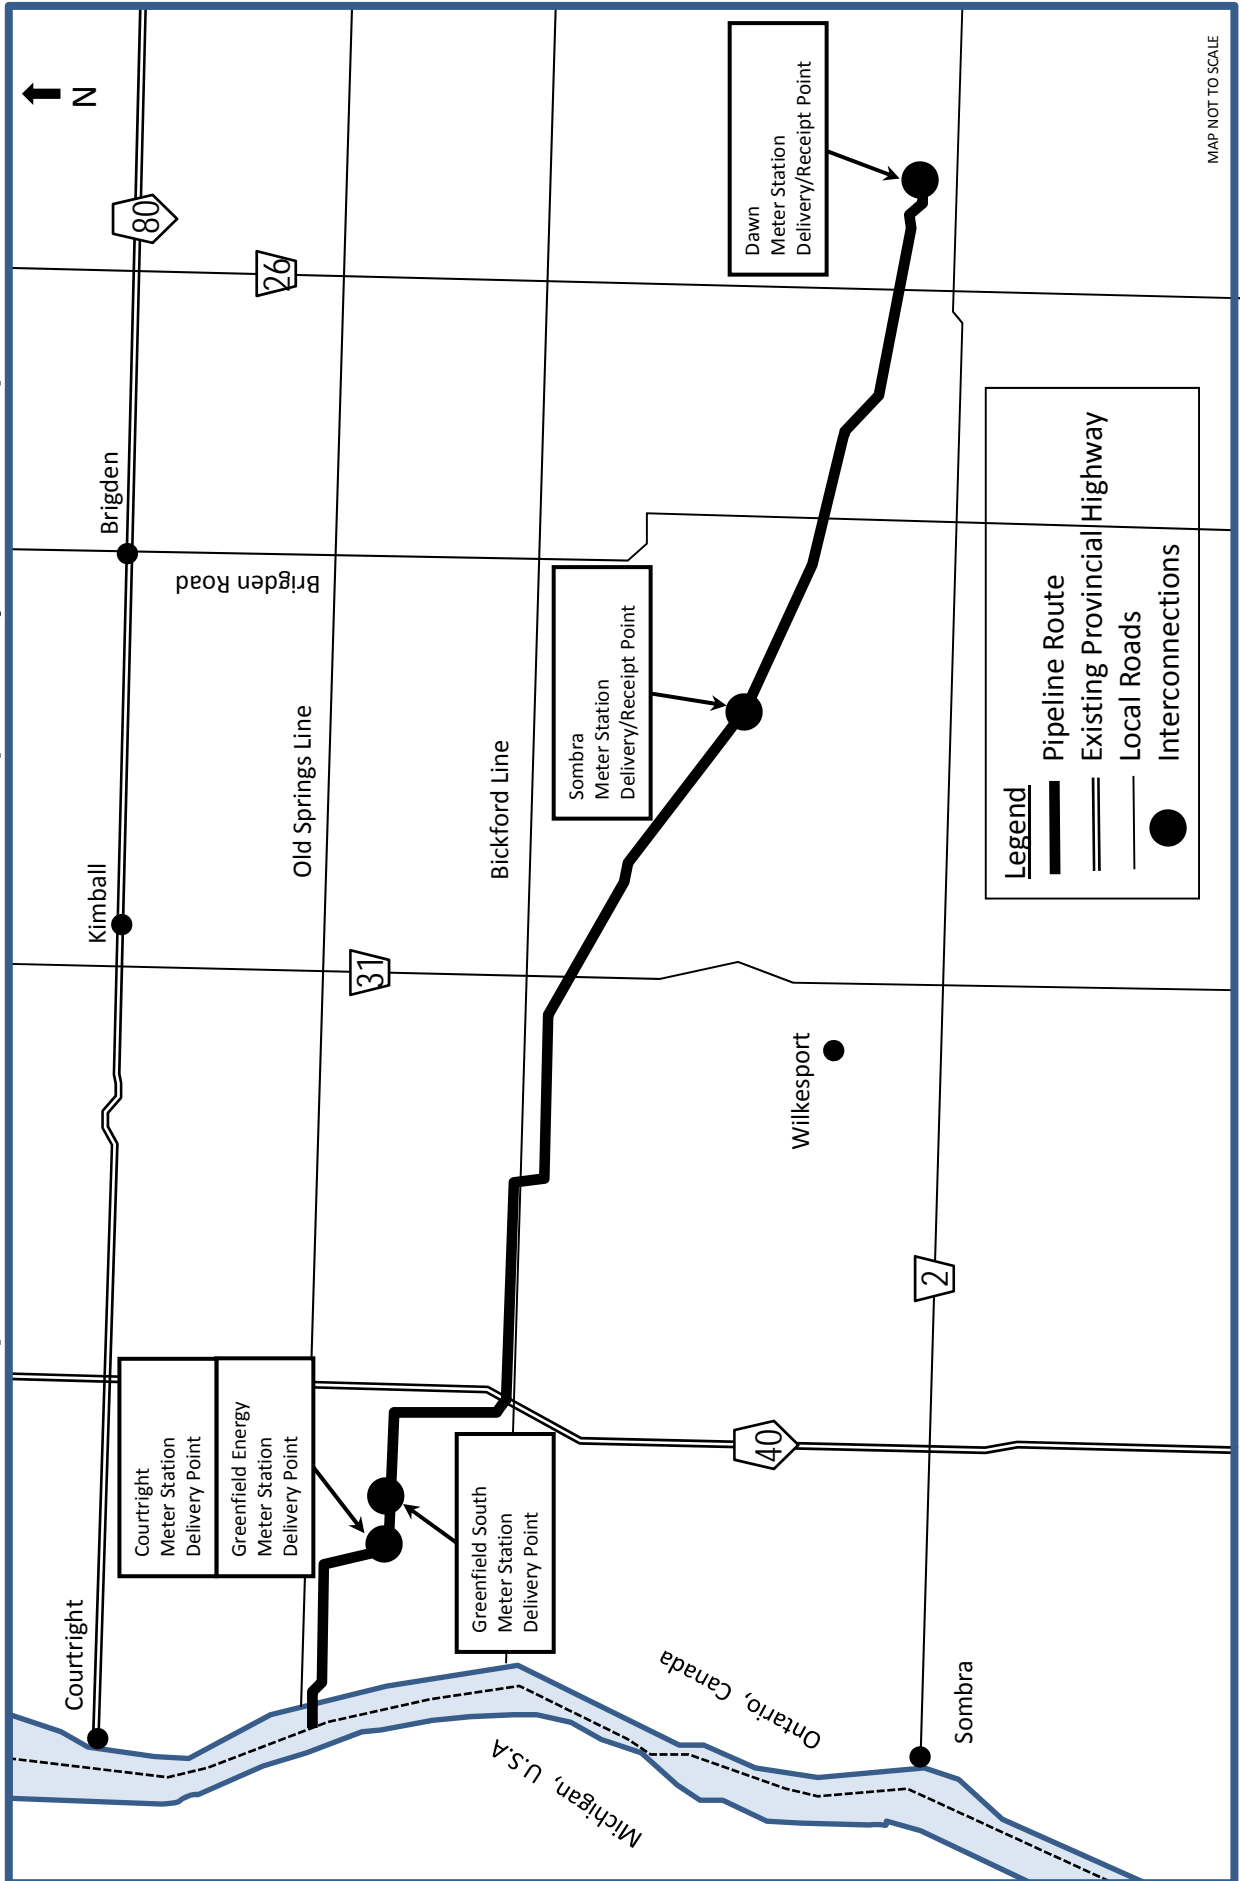 N
80
26
Brigden
Brigden Road
Kimball
Old Springs Line
Bickford Line
31
Courtright
Courtright
Meter Station
Delivery Point
Greenfield Energy
Meter Station
Delivery Point
Greenfield South
Meter Station
Delivery Point
Sombra
Meter Station
Delivery/Receipt Point
Dawn
Meter Station
Delivery/Receipt Point
Wilkesport
2
40
Michigan, U.S.A
Ontario, Canada
Sombra
Legend
Pipeline Route
Existing Provincial Highway
Local Roads
Interconnections
MAP NOT TO SCALE